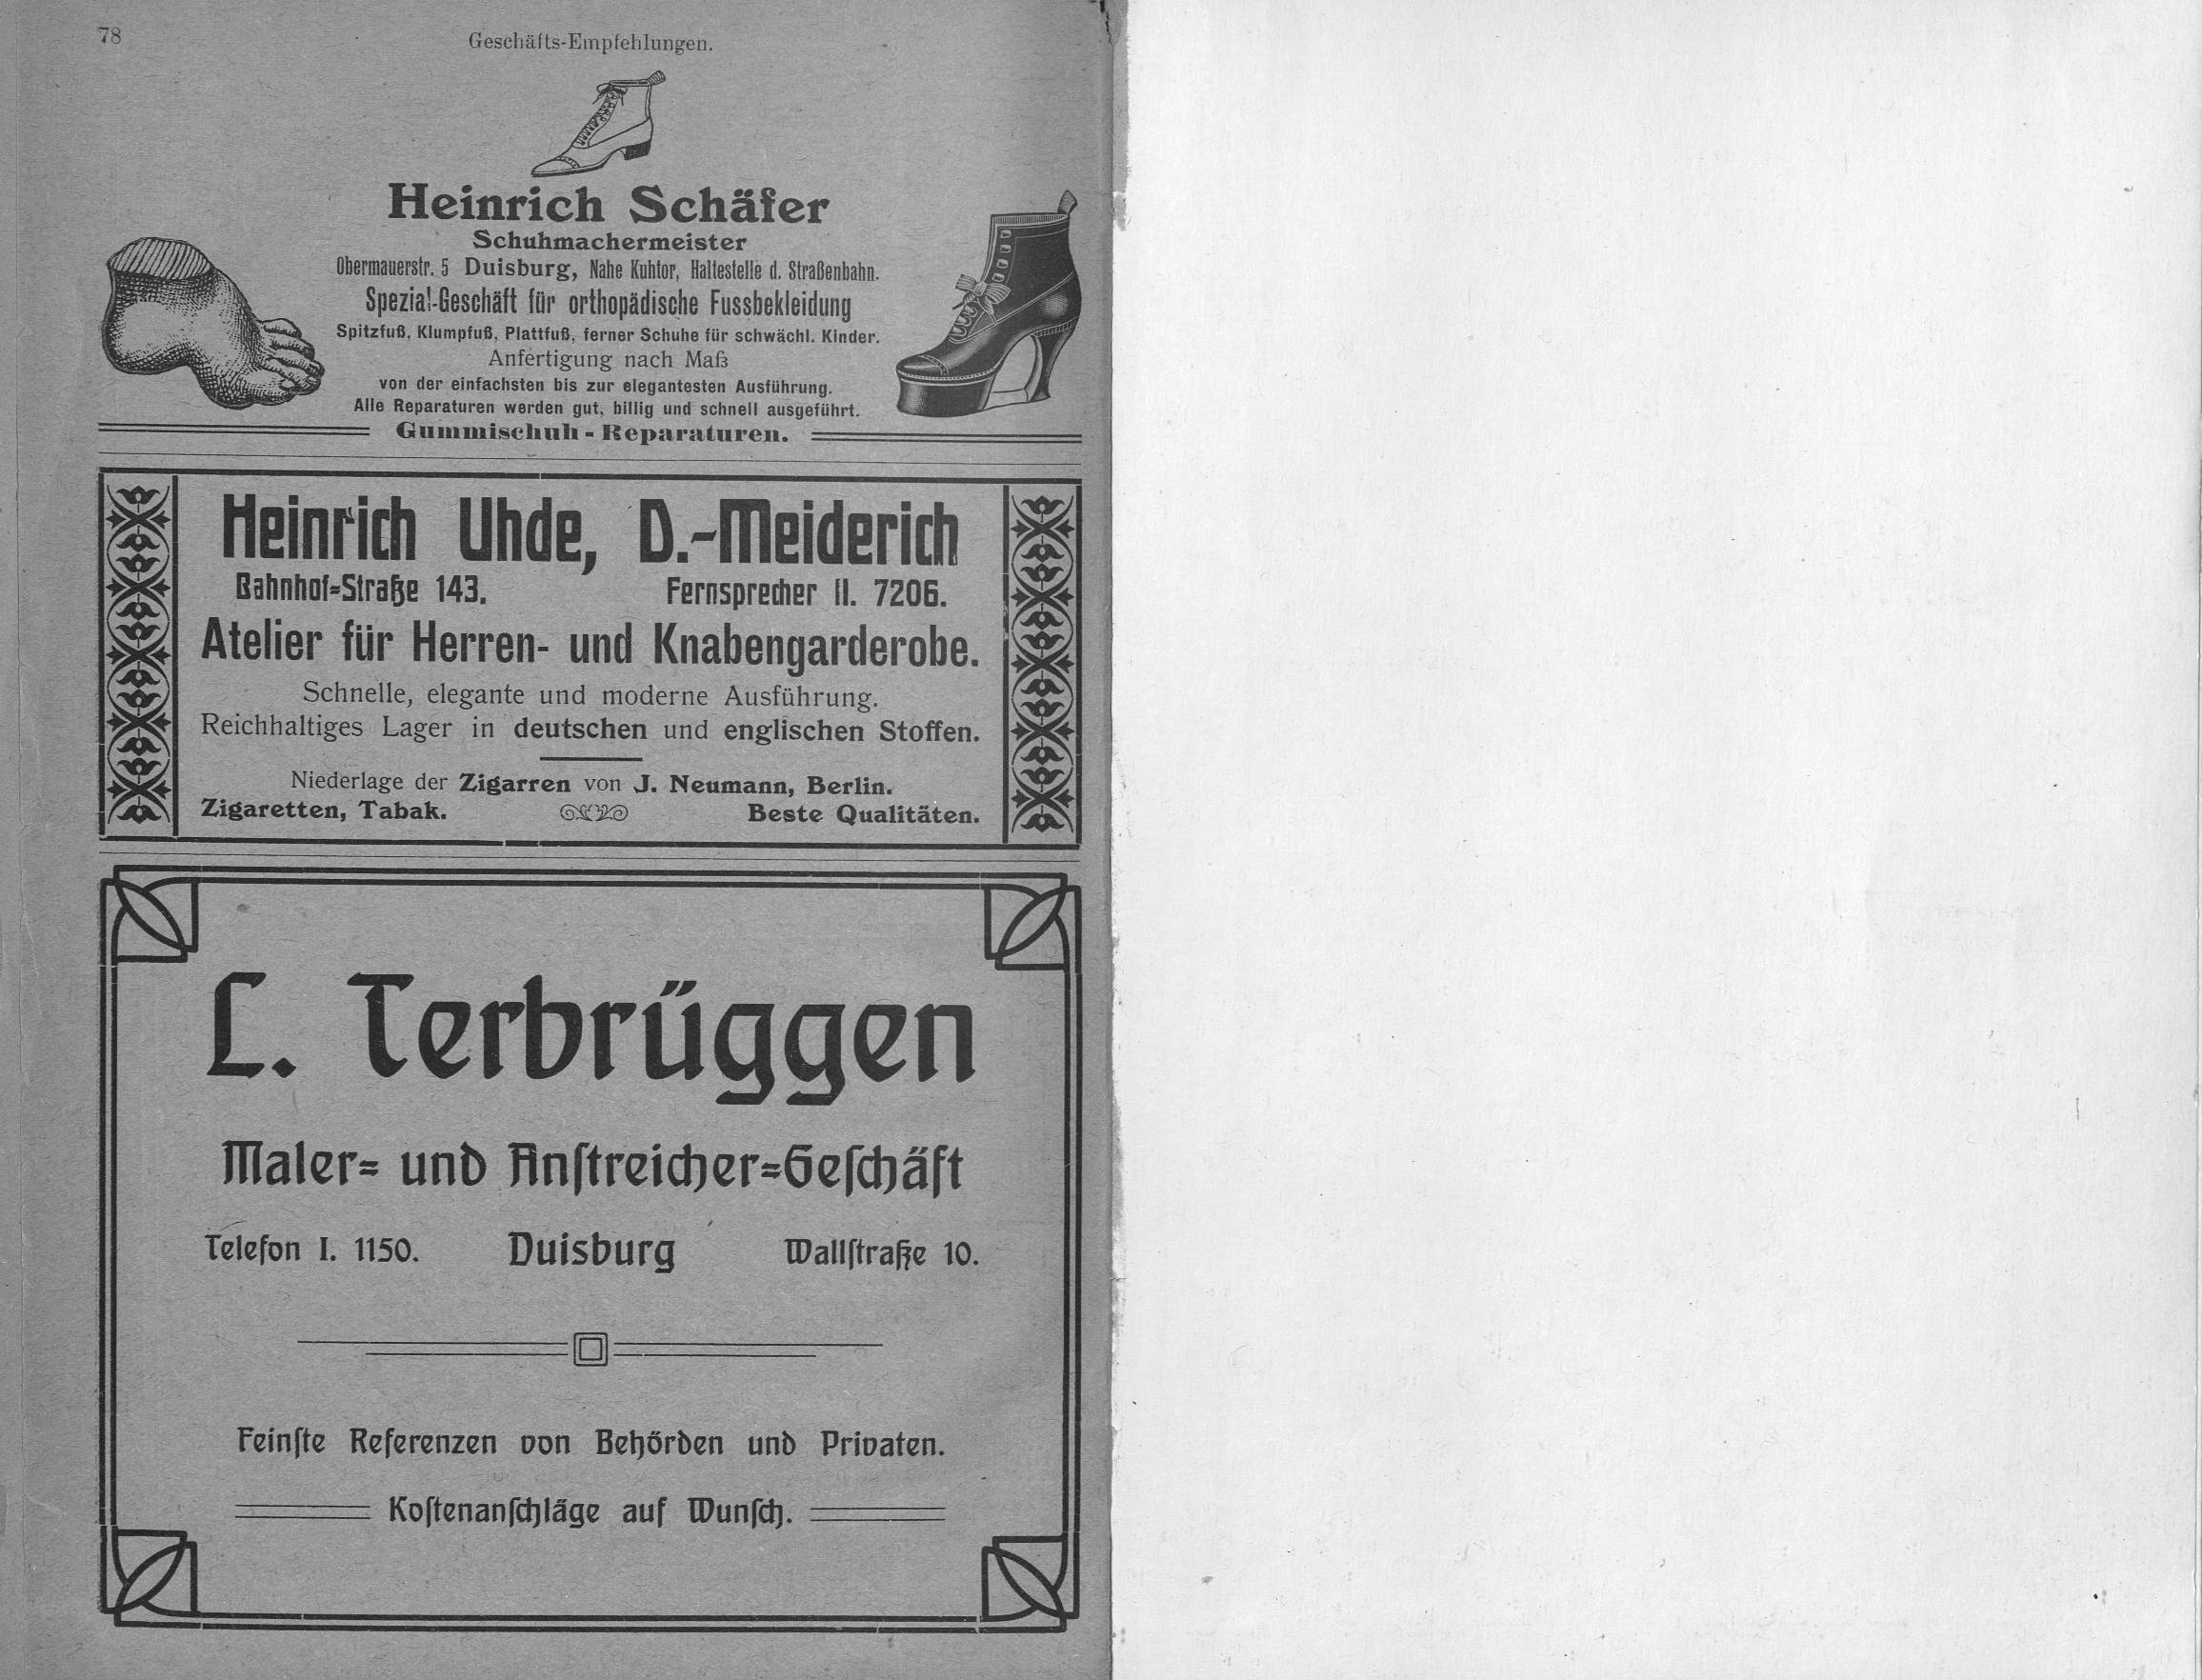 78
Geschäfts-Empfehlungen.
Heinrich Schäfer
Schuhmachermeister
Obermauerstr. 5 Duisburg, Nahe Kuhtor, Haltestelle d. Straßenbahn.
Spezial-Geschäft für orthopädische Fussbekleidung
Spitzfuß, Klumpfuß, Plattfuß, ferner Schuhe für schwächl. Kinder.
Anfertigung nach Maß
von der einfachsten bis zur elegantesten Ausführung.
Alle Reparaturen werden gut, billig und schnell ausgeführt.
Gummischuh-Reparaturen.
Heinrich Uhde, D.-Meiderich
Bahnhof-Straße 143. Fernsprecher II. 7206.
Atelier für Herren- und Knabengarderobe.
Schnelle, elegante und moderne Ausführung.
Reichhaltiges Lager in deutschen und englischen Stoffen.
Niederlage der Zigarren von J. Neumann, Berlin.
Zigaretten, Tabak. Beste Qualitäten.
L. Terbrüggen
Maler- und Anſtreicher-Geſchäft
Telefon I. 1150. Duisburg Wallſtraße 10.
Feinſte Referenzen von Behörden und Privaten.
Koſtenanſchläge auf Wunſch.